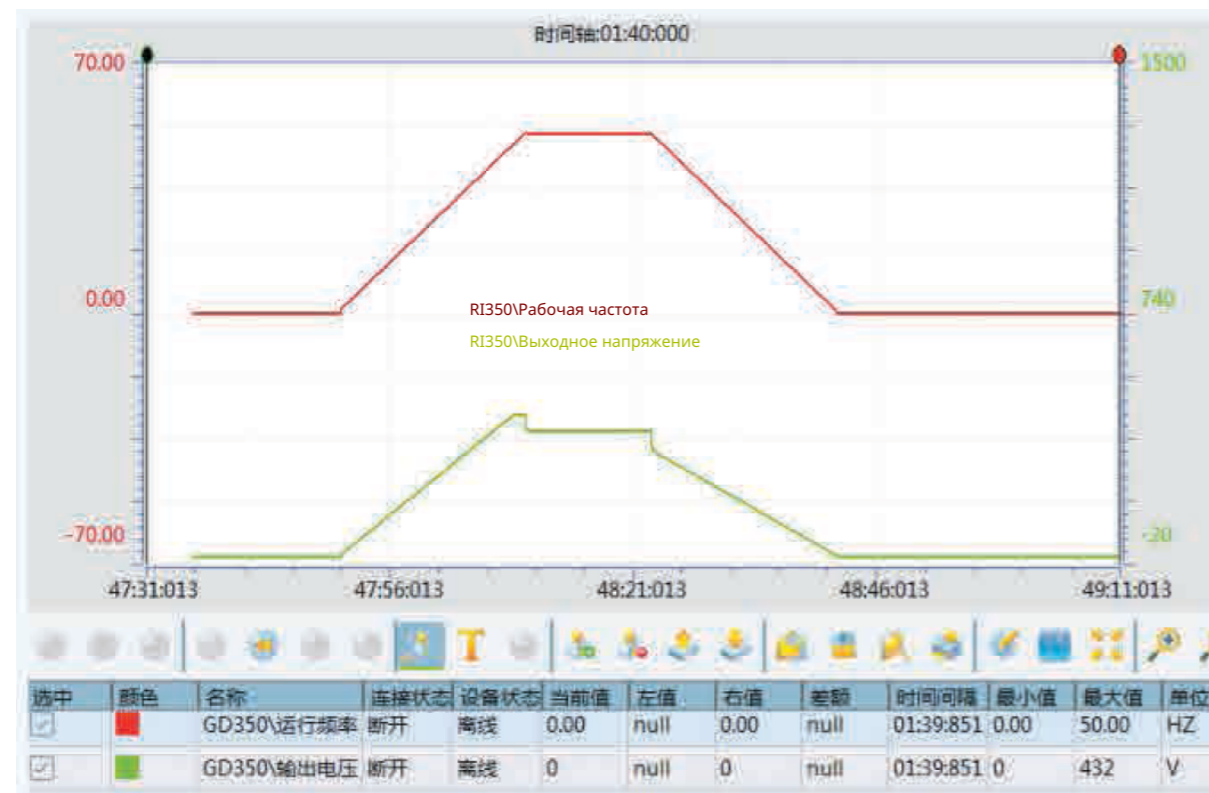 时间轴:01:40:000
70.00
1500
0.00
740
RI350\Рабочая частота
RI350\Выходное напряжение
-70.00
-20
47:31:013 47:56:013 48:21:013 48:46:013 49:11:013
T
选中 颜色 名称 连接状态 设备状态 当前值 左值 右值 差额 时间间隔 最小值 最大值 单位
GD350\运行频率 断开 离线 0.00 null 0.00 null 01:39:851 0.00 50.00 HZ
GD350\输出电压 断开 离线 0 null 0 null 01:39:851 0 432 V